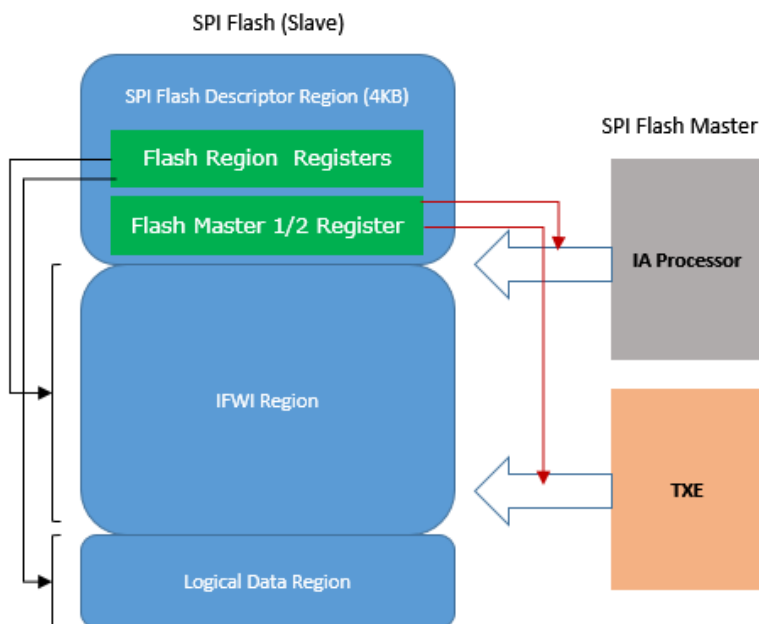 SPI Flash (Slave)
SPI Flash Descriptor Region (4KB)
Flash Region Registers
Flash Master 1/2 Register
IFWI Region
Logical Data Region
SPI Flash Master
IA Processor
TXE